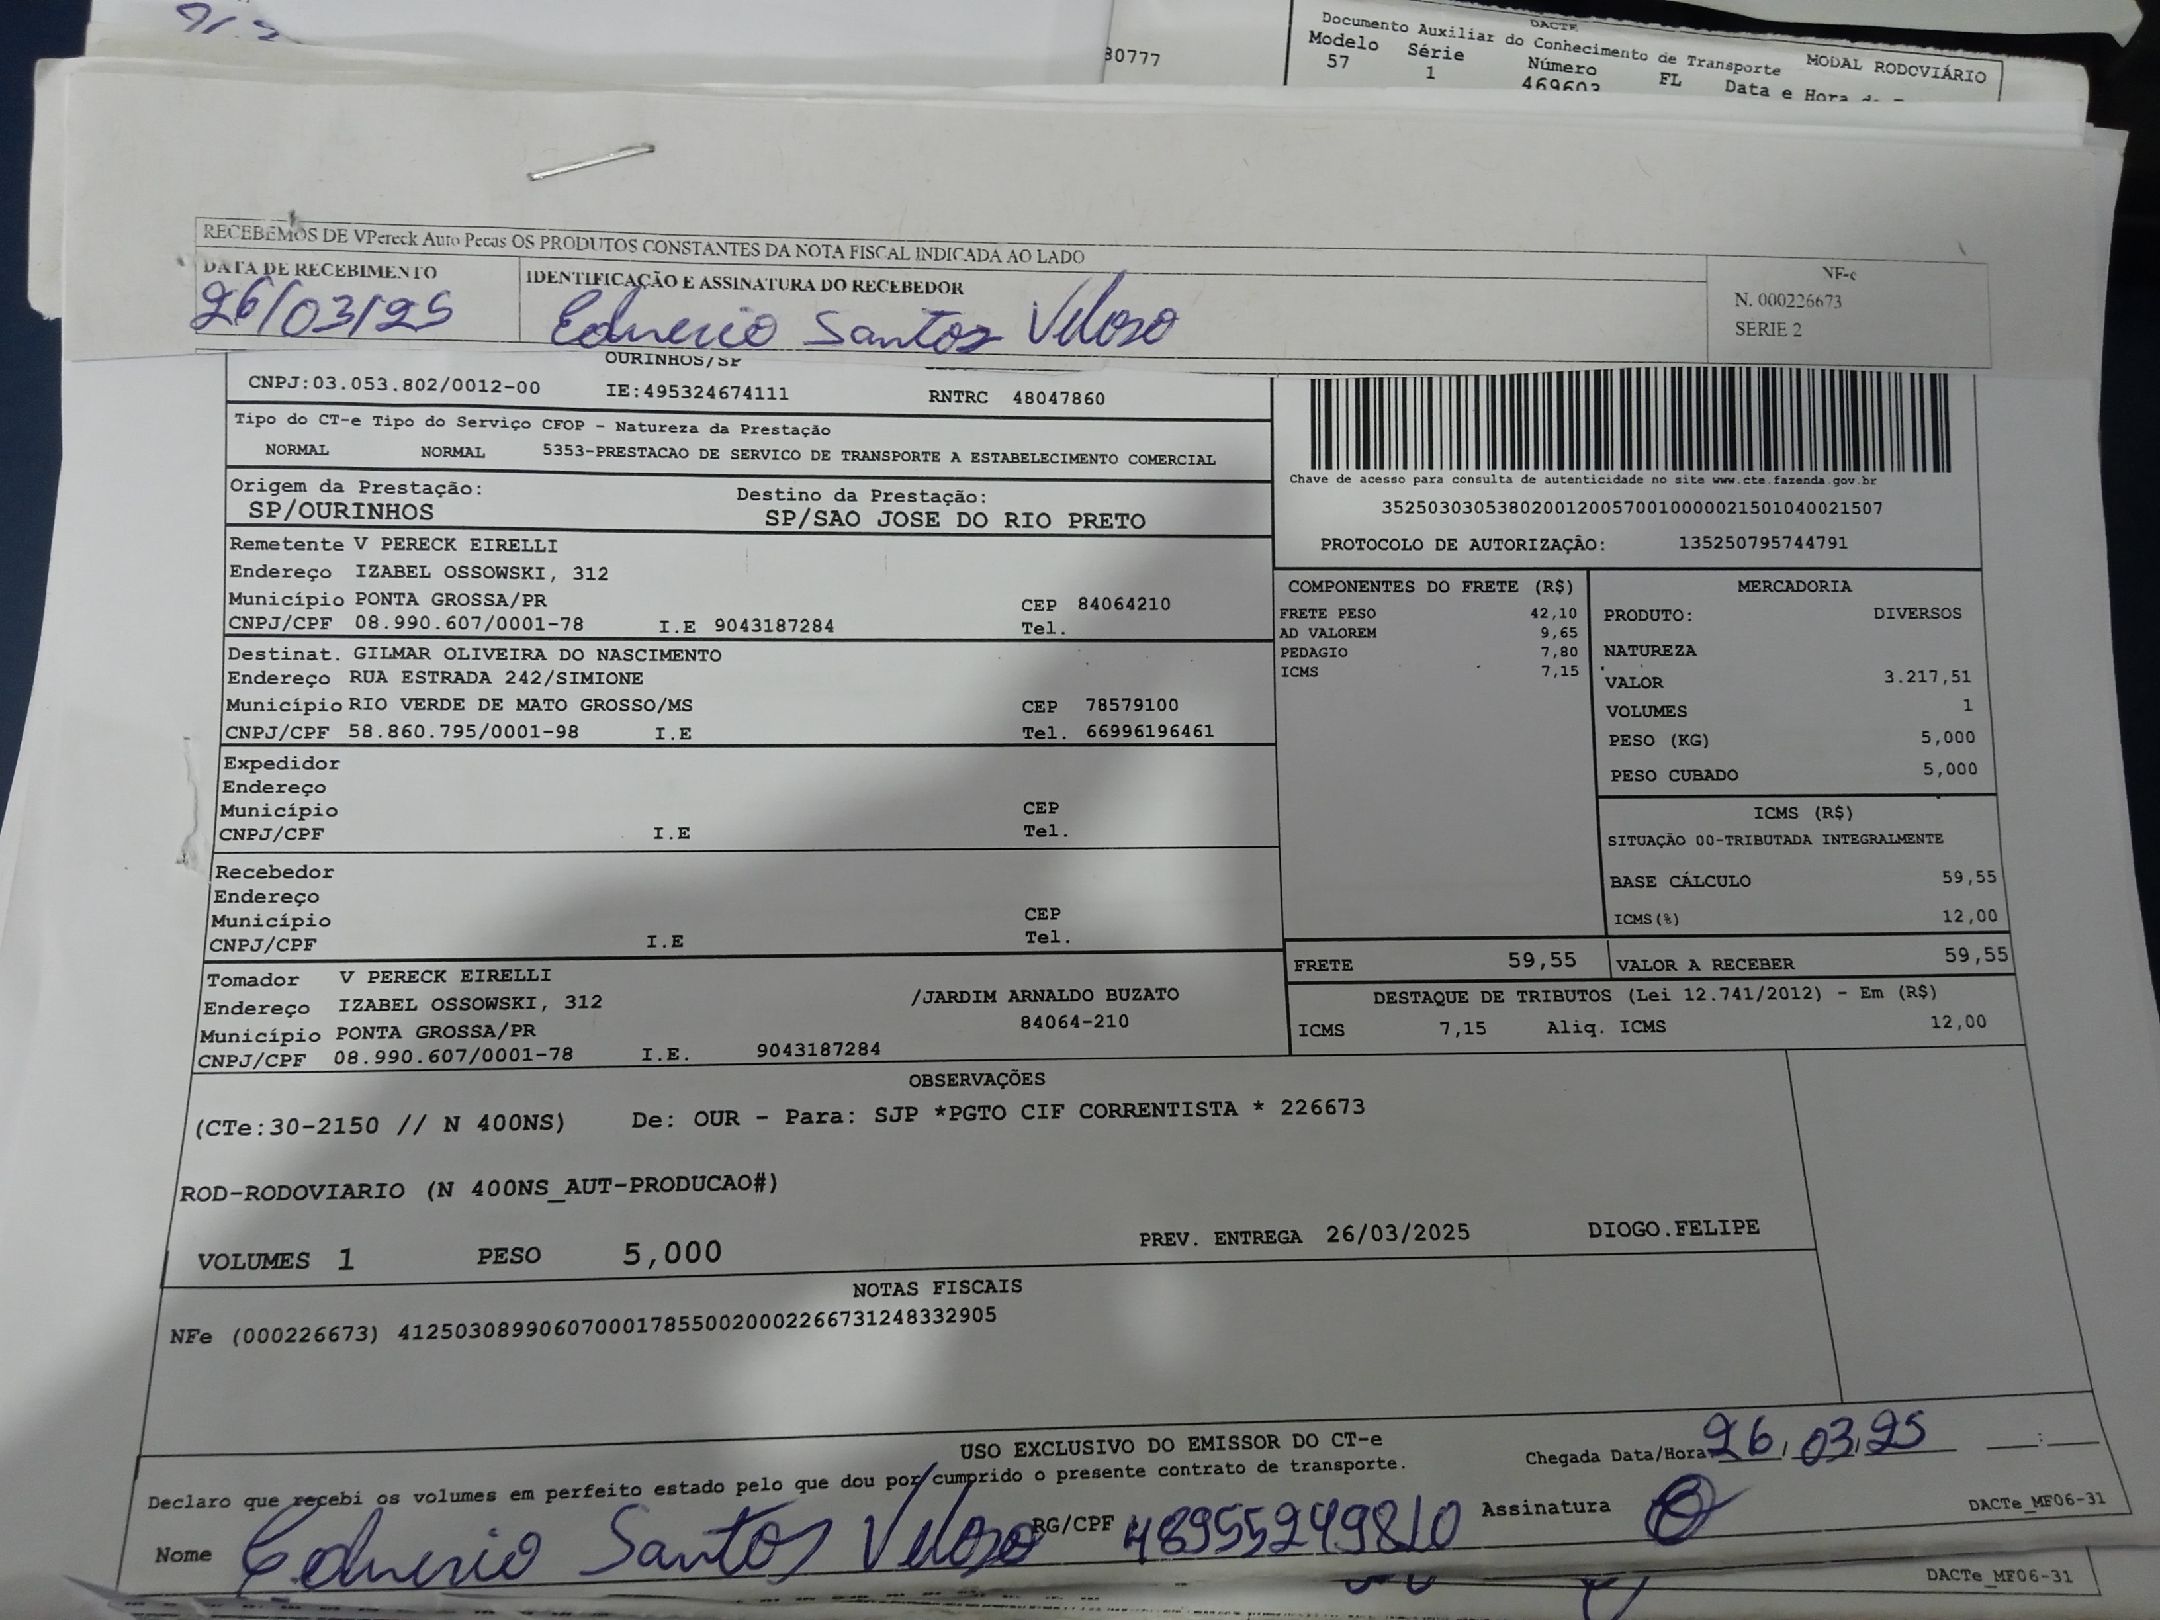 80777
DACTE
Documento Auxiliar do Conhecimento de Transporte
MODAL RODOVIÁRIO
Modelo Série Número FL Data e Hora
57 1 469602
RECEBEMOS DE VPereck Auto Pecas OS PRODUTOS CONSTANTES DA NOTA FISCAL INDICADA AO LADO
DATA DE RECEBIMENTO
IDENTIFICAÇÃO E ASSINATURA DO RECEBEDOR
26/03/25
Santos Veloso
NF-e
N. 000226673
SERIE 2
OURINHOS/SP
CNPJ:03.053.802/0012-00 IE:495324674111 RNTRC 48047860
Tipo do CT-e Tipo do Serviço CFOP - Natureza da Prestação
NORMAL NORMAL 5353-PRESTACAO DE SERVICO DE TRANSPORTE A ESTABELECIMENTO COMERCIAL
Origem da Prestação: Destino da Prestação:
SP/OURINHOS SP/SAO JOSE DO RIO PRETO
Chave de acesso para consulta de autenticidade no site www.cte.fazenda.gov.br
35250303053802001200570010000021501040021507
PROTOCOLO DE AUTORIZAÇÃO: 135250795744791
Remetente V PERECK EIRELLI
Endereço IZABEL OSSOWSKI, 312
Município PONTA GROSSA/PR CEP 84064210
CNPJ/CPF 08.990.607/0001-78 I.E 9043187284 Tel.
Destinat. GILMAR OLIVEIRA DO NASCIMENTO
Endereço RUA ESTRADA 242/SIMIONE
Município RIO VERDE DE MATO GROSSO/MS CEP 78579100
CNPJ/CPF 58.860.795/0001-98 I.E Tel. 66996196461
Expedidor
Endereço
Município CEP
CNPJ/CPF I.E Tel.
Recebedor
Endereço
Município CEP
CNPJ/CPF I.E Tel.
Tomador V PERECK EIRELLI
Endereço IZABEL OSSOWSKI, 312 /JARDIM ARNALDO BUZATO
Município PONTA GROSSA/PR 84064-210
CNPJ/CPF 08.990.607/0001-78 I.E. 9043187284
COMPONENTES DO FRETE (R$)
FRETE PESO 42,10
AD VALOREM 9,65
PEDAGIO 7,80
ICMS 7,15
MERCADORIA
PRODUTO: DIVERSOS
NATUREZA
VALOR 3.217,51
VOLUMES 1
PESO (KG) 5,000
PESO CUBADO 5,000
ICMS (R$)
SITUAÇÃO 00-TRIBUTADA INTEGRALMENTE
BASE CÁLCULO 59,55
ICMS(%) 12,00
FRETE 59,55 VALOR A RECEBER 59,55
DESTAQUE DE TRIBUTOS (Lei 12.741/2012) - Em (R$)
ICMS 7,15 Aliq. ICMS 12,00
OBSERVAÇÕES
(CTe:30-2150 // N 400NS) De: OUR - Para: SJP *PGTO CIF CORRENTISTA * 226673
ROD-RODOVIARIO (N 400NS_AUT-PRODUCAO#)
VOLUMES 1 PESO 5,000 PREV. ENTREGA 26/03/2025 DIOGO.FELIPE
NOTAS FISCAIS
NFe (000226673) 41250308990607000178550020002266731248332905
USO EXCLUSIVO DO EMISSOR DO CT-e
Chegada Data/Hora 26/03/25 __:__
Declaro que recebi os volumes em perfeito estado pelo que dou por cumprido o presente contrato de transporte.
Nome Santos Veloso RG/CPF 48955249810 Assinatura
DACTe_MF06-31
DACTe_MF06-31